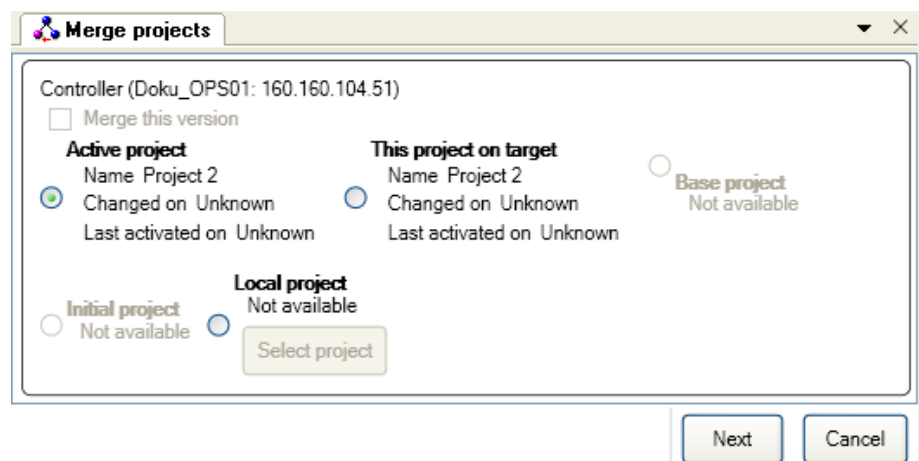 Merge projects
Controller (Doku_OPS01: 160.160.104.51)
Merge this version
Active project
Name Project 2
Changed on Unknown
Last activated on Unknown
This project on target
Name Project 2
Changed on Unknown
Last activated on Unknown
Base project
Not available
Initial project
Not available
Local project
Not available
Select project
Next
Cancel